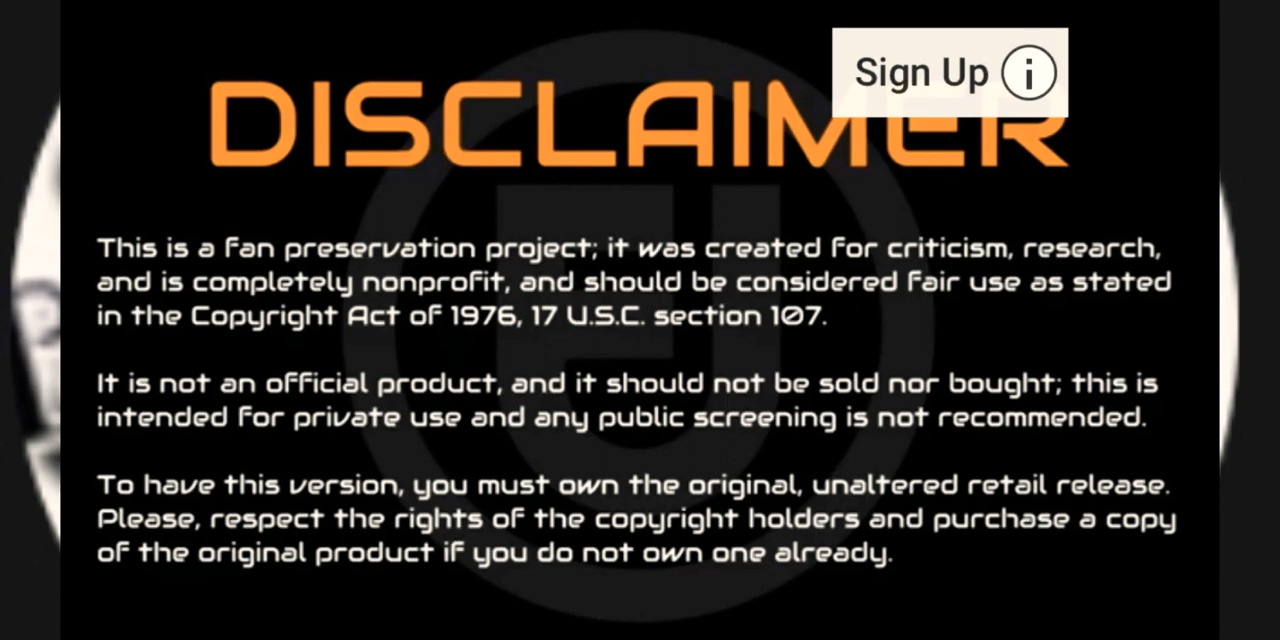 Sign Up
DISCLAIMER
This is a fan preservation project; it was created for criticism, research,
and is completely nonprofit, and should be considered fair use as stated
in the Copyright Act of 1976, 17 U.S.C. section 107.
It is not an official product, and it should not be sold nor bought; this is
intended for private use and any public screening is not recommended.
To have this version, you must own the original, unaltered retail release.
Please, respect the rights of the copyright holders and purchase a copy
of the original product if you do not own one already.